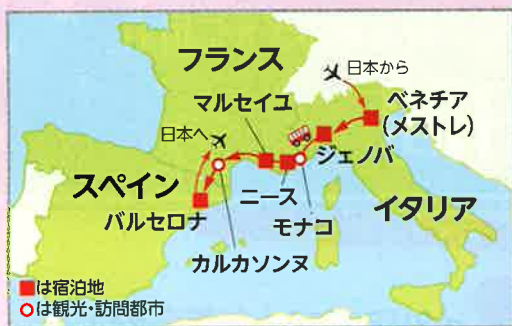 フランス
日本から
マルセイユ
ベネチア
(メストレ)
日本へ
ジェノバ
スペイン
ニース
イタリア
バルセロナ
モナコ
カルカソンヌ
■は宿泊地
○は観光・訪問都市